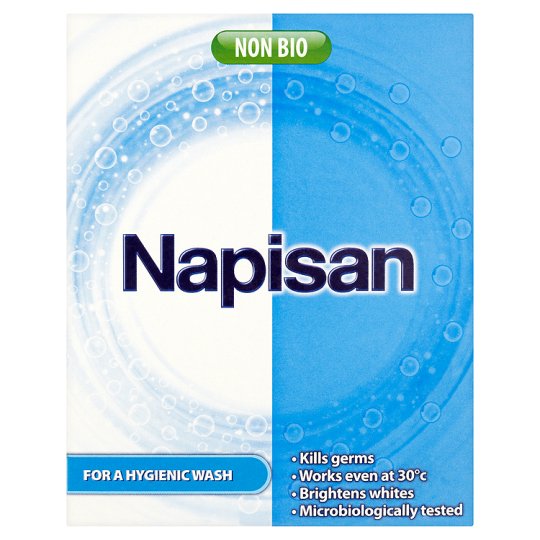 NON BIO
Napisan
FOR A HYGIENIC WASH
• Kills germs
• Works even at 30°c
• Brightens whites
• Microbiologically tested